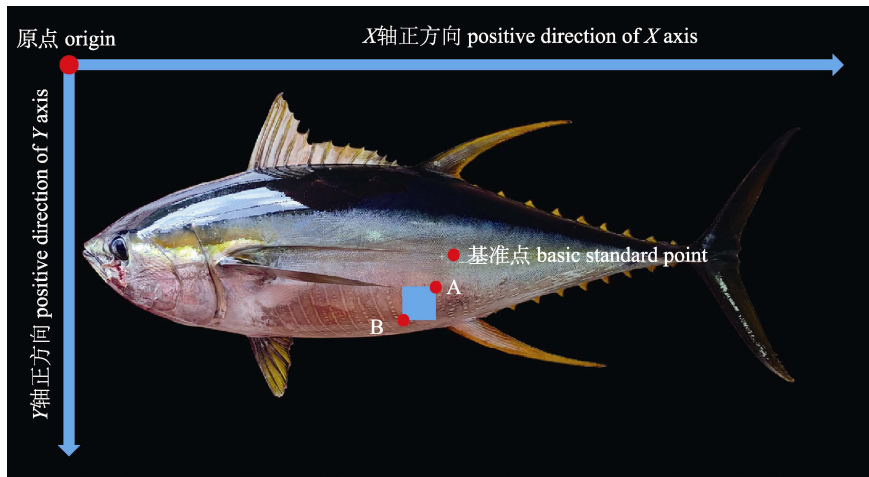 原点 origin
X轴正方向 positive direction of X axis
Y轴正方向 positive direction of Y axis
基准点 basic standard point
A
B